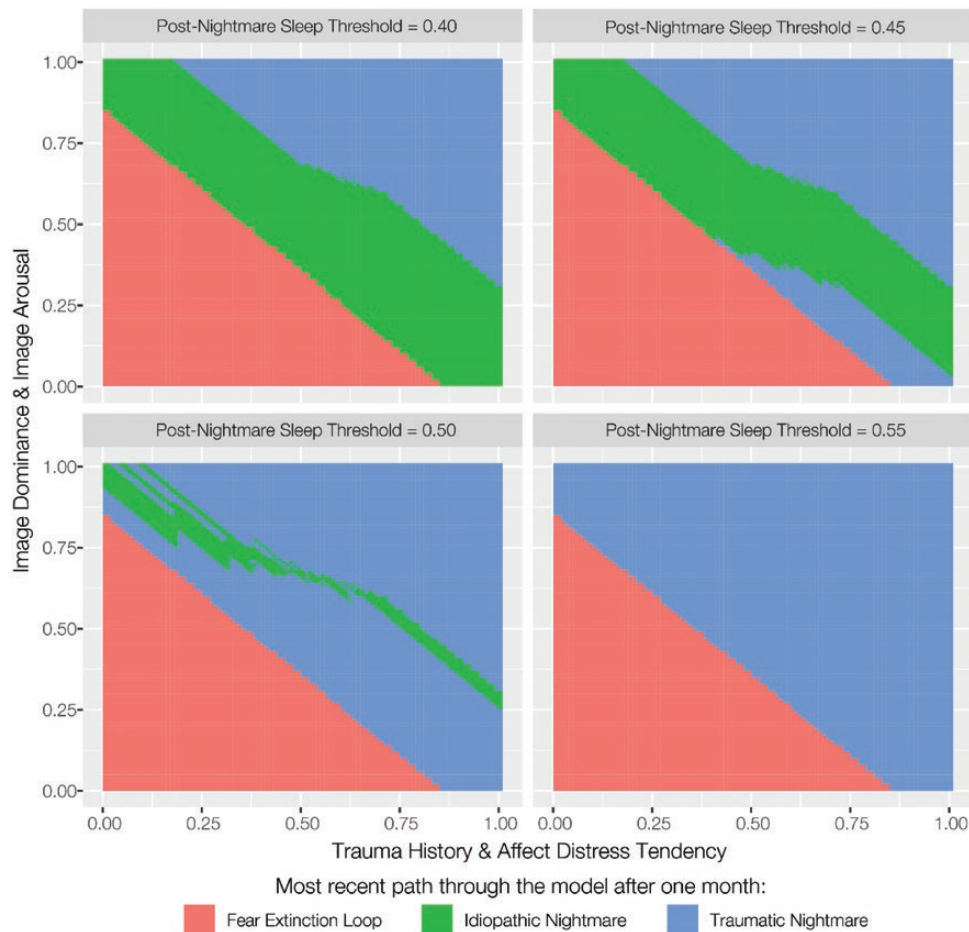 Post-Nightmare Sleep Threshold = 0.40
Post-Nightmare Sleep Threshold = 0.45
1.00
0.75
0.50
0.25
0.00
Post-Nightmare Sleep Threshold = 0.50
Post-Nightmare Sleep Threshold = 0.55
1.00
0.75
0.50
0.25
0.00
Image Dominance & Image Arousal
0.00 0.25 0.50 0.75 1.00
0.00 0.25 0.50 0.75 1.00
Trauma History & Affect Distress Tendency
Most recent path through the model after one month:
Fear Extinction Loop
Idiopathic Nightmare
Traumatic Nightmare